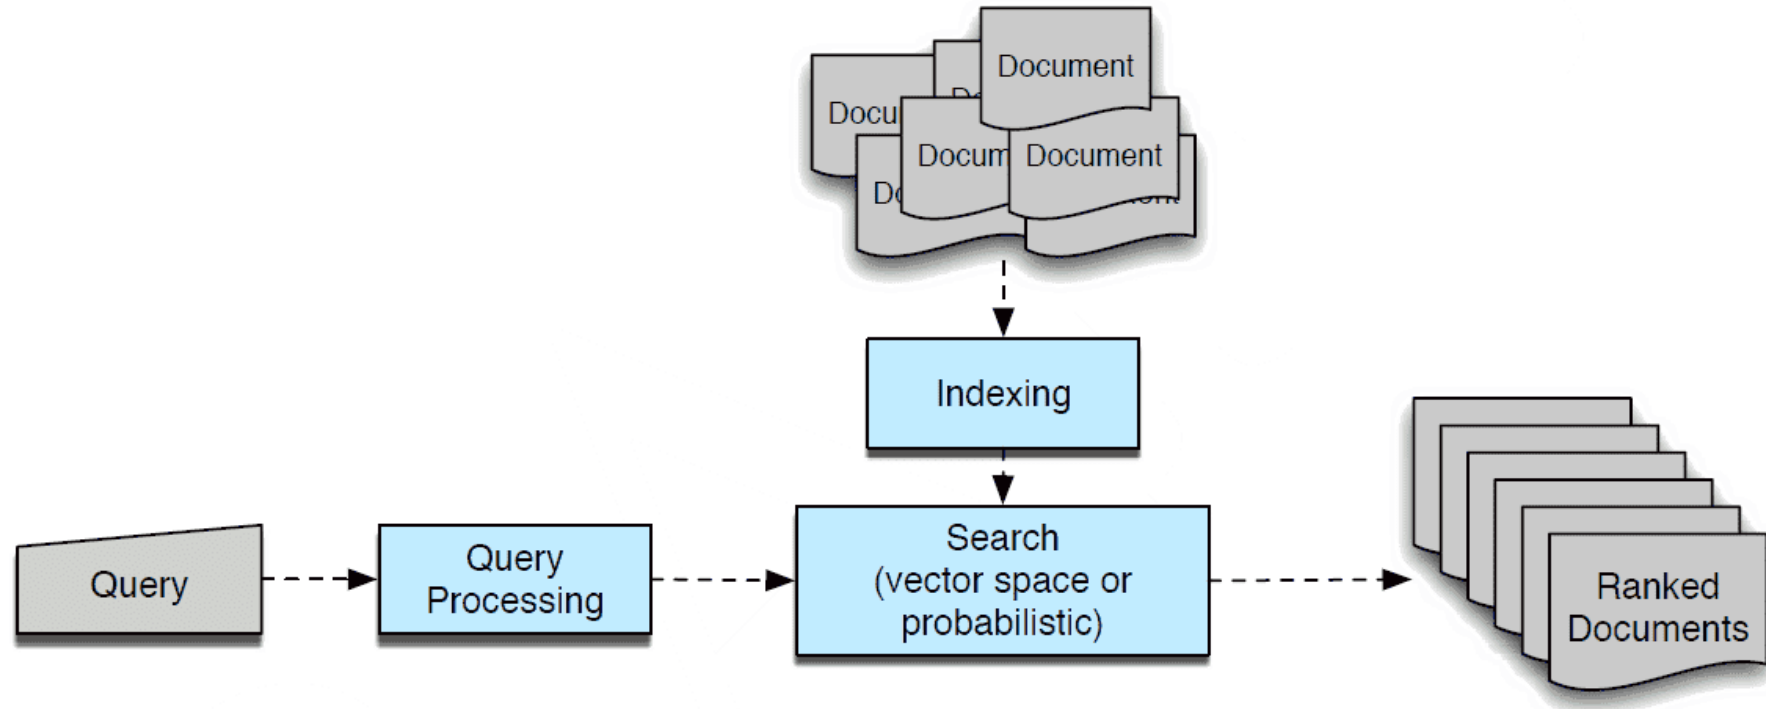 Document
Docu
Docum
Document
Indexing
Query
Query
Processing
Search
(vector space or
probabilistic)
Ranked
Documents